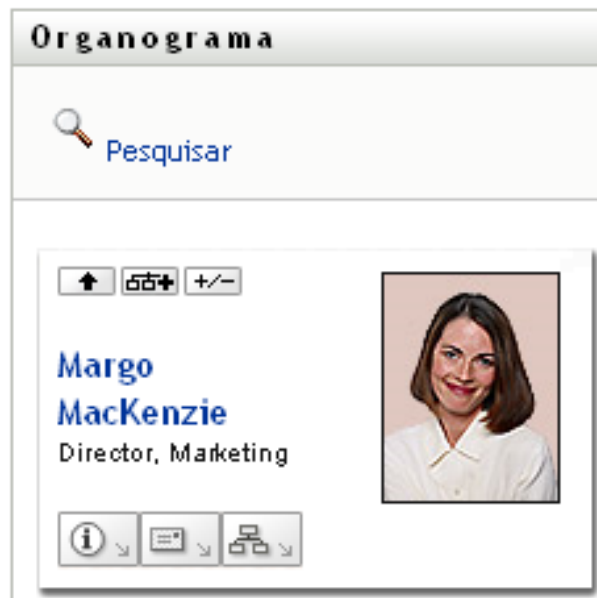 Organograma
Pesquisar
+/-
Margo
MacKenzie
Director, Marketing